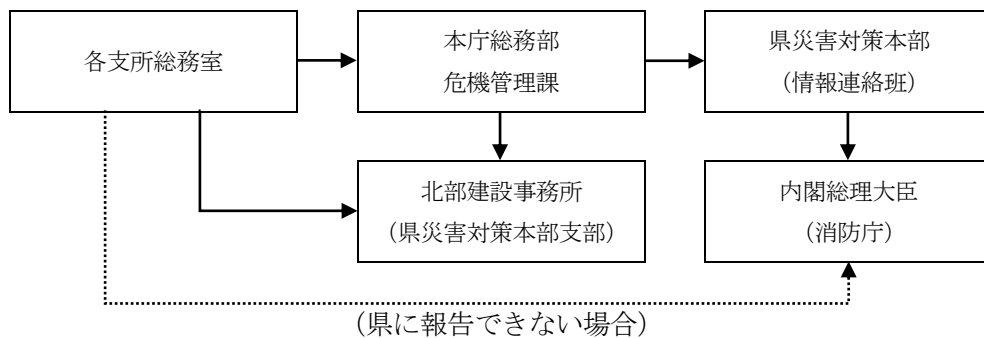 各支所総務室
本庁総務部
危機管理課
県災害対策本部
（情報連絡班）
北部建設事務所
（県災害対策本部支部）
内閣総理大臣
（消防庁）
（県に報告できない場合）